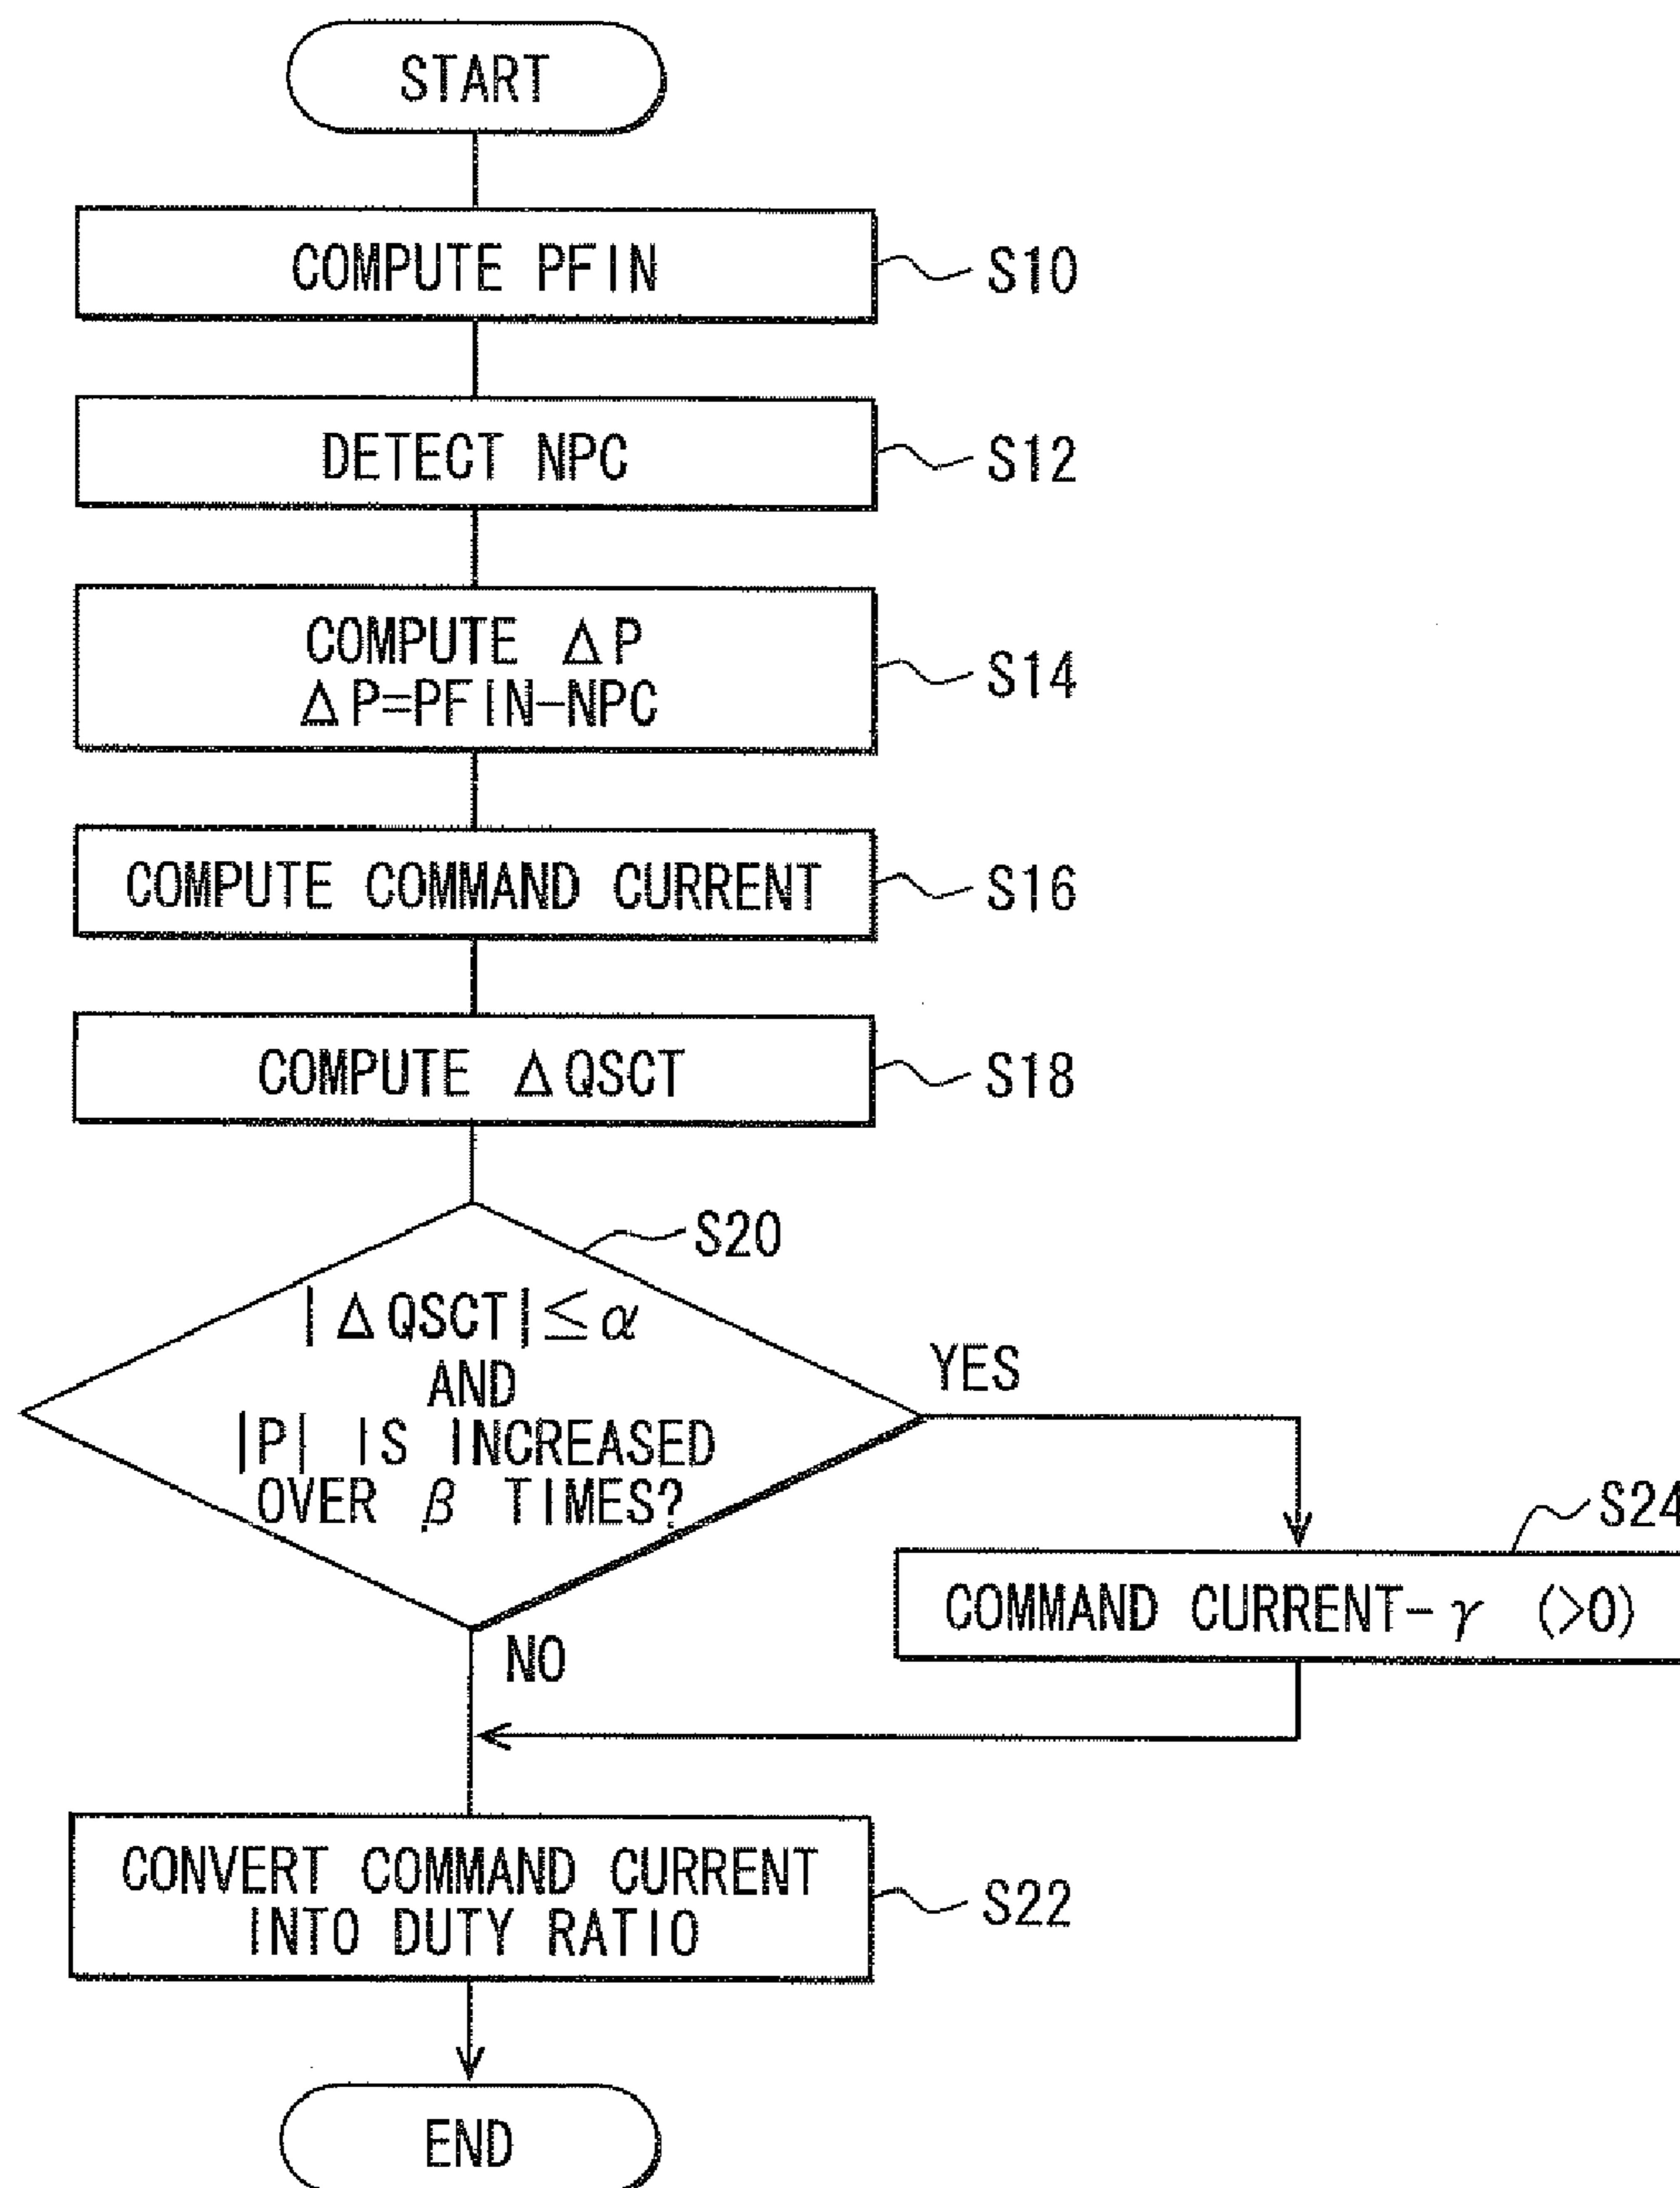 START
COMPUTE PFIN
S10
DETECT NPC
S12
COMPUTE ΔP
ΔP=PFIN-NPC
S14
COMPUTE COMMAND CURRENT
S16
COMPUTE ΔQSCT
S18
S20
|ΔQSCT|≦α
AND
|P| IS INCREASED
OVER β TIMES?
YES
S24
COMMAND CURRENT-γ (>0)
NO
CONVERT COMMAND CURRENT
INTO DUTY RATIO
S22
END